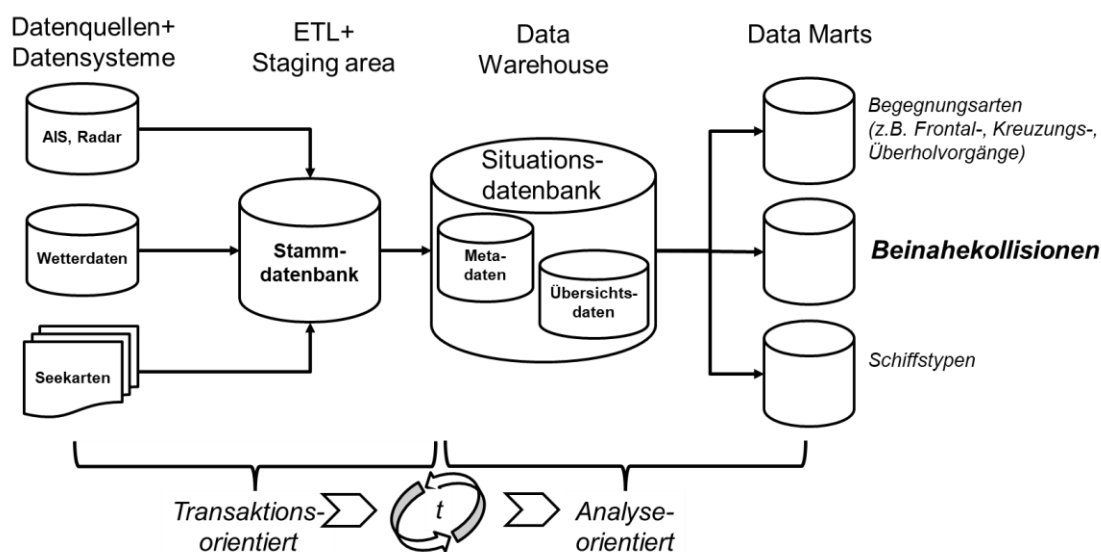 Datenquellen+
Datensysteme
ETL+
Staging area
Data
Warehouse
Data Marts
AIS, Radar
Wetterdaten
Seekarten
Stamm-
datenbank
Situations-
datenbank
Meta-
daten
Übersichts-
daten
Begegnungsarten
(z.B. Frontal-, Kreuzungs-,
Überholvorgänge)
Beinahekollisionen
Schiffstypen
Transaktions-
orientiert
t
Analyse-
orientiert